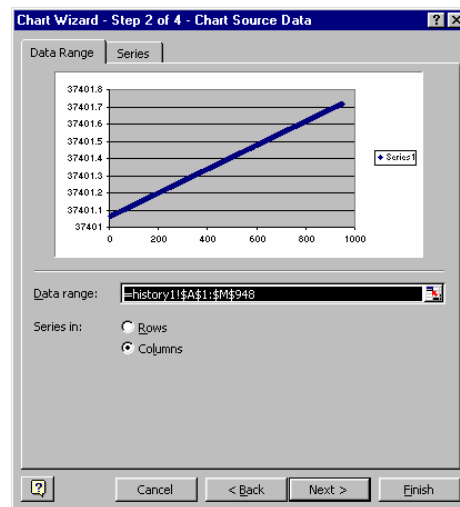 Chart Wizard - Step 2 of 4 - Chart Source Data
Data Range Series
37401.8
37401.7
37401.6
37401.5
37401.4
37401.3
37401.2
37401.1
37401
0 200 400 600 800 1000
Series1
Data range: =history1!$A$1:$M$948
Series in: Rows
Columns
Cancel < Back Next > Finish